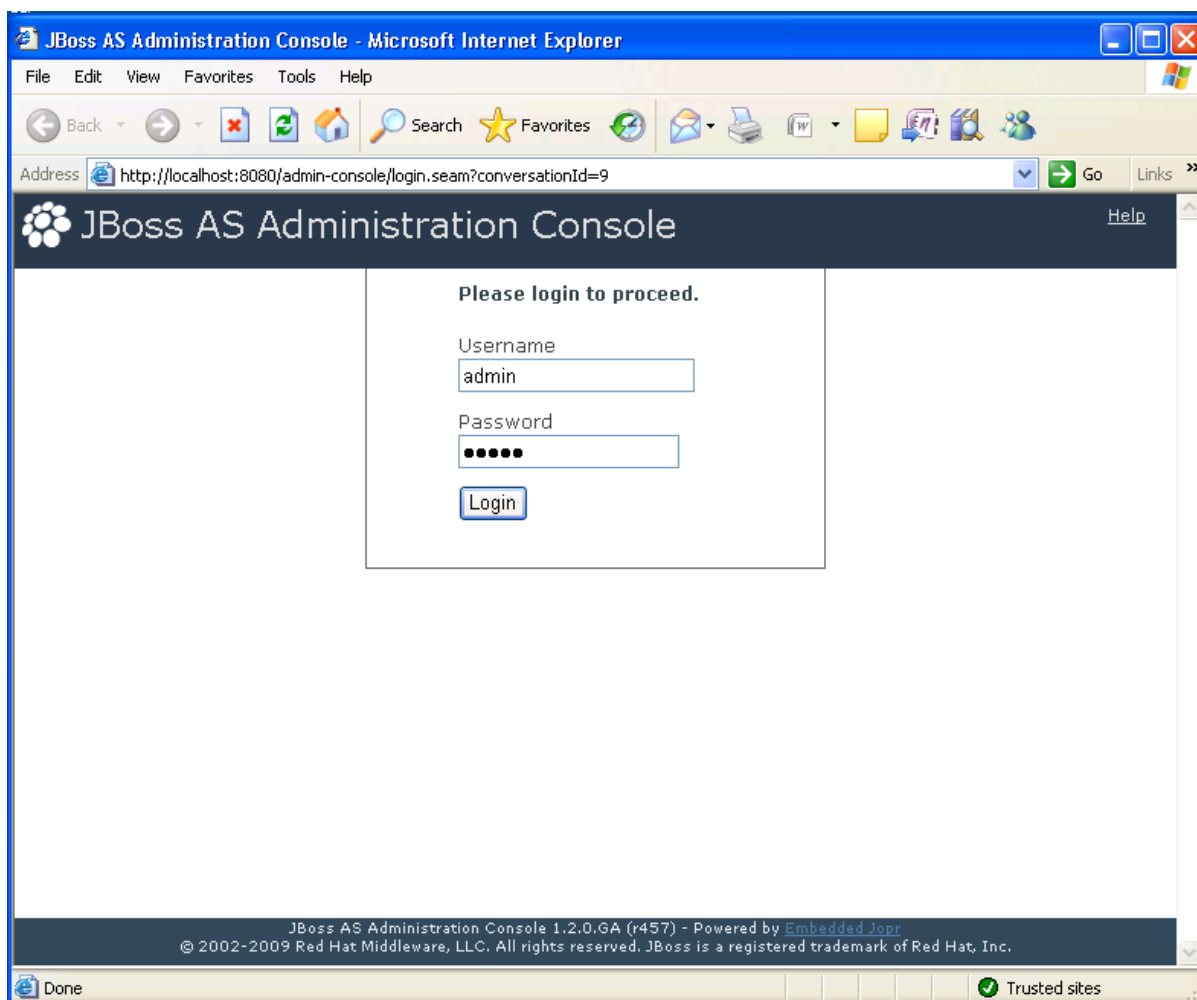 JBoss AS Administration Console - Microsoft Internet Explorer
File Edit View Favorites Tools Help
Back Search Favorites
Address http://localhost:8080/admin-console/login.seam?conversationId=9 Go Links »
JBoss AS Administration Console Help
Please login to proceed.
Username
admin
Password
•••••
Login
JBoss AS Administration Console 1.2.0.GA (r457) - Powered by Embedded Jopr
© 2002-2009 Red Hat Middleware, LLC. All rights reserved. JBoss is a registered trademark of Red Hat, Inc.
Done Trusted sites